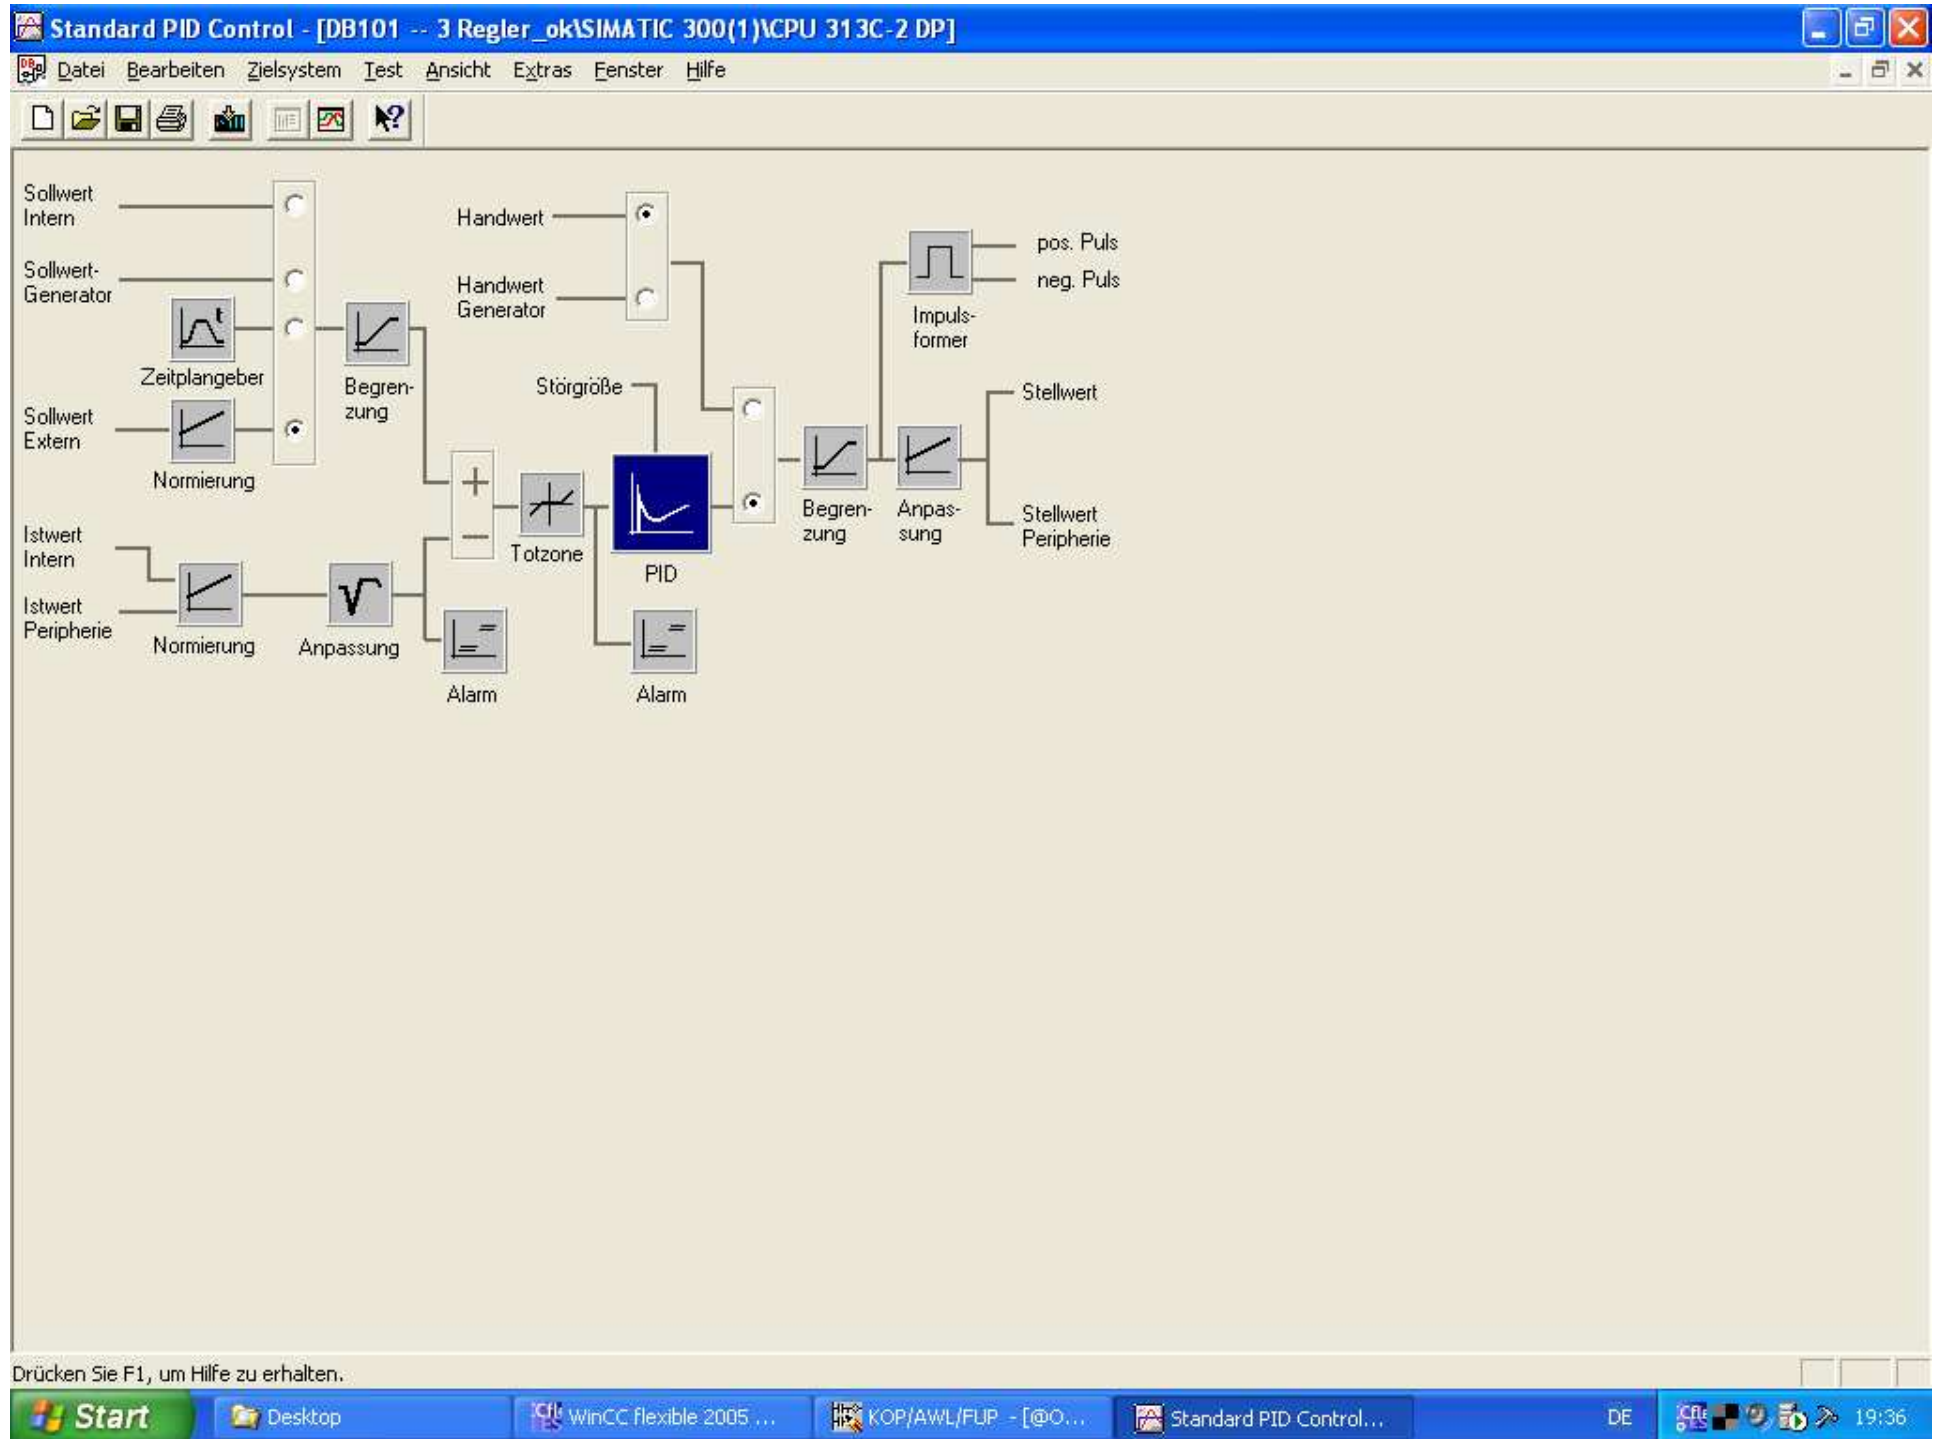 Standard PID Control - [DB101 -- 3 Regler_ok\SIMATIC 300(1)\CPU 313C-2 DP]
Datei Bearbeiten Zielsystem Test Ansicht Extras Fenster Hilfe
Sollwert
Intern
Sollwert-
Generator
Zeitplangeber
Sollwert
Extern
Normierung
Begren-
zung
Istwert
Intern
Istwert
Peripherie
Normierung
Anpassung
Alarm
Handwert
Handwert
Generator
Störgröße
Totzone
PID
Alarm
Begren-
zung
Anpas-
sung
Impuls-
former
pos. Puls
neg. Puls
Stellwert
Stellwert
Peripherie
Drücken Sie F1, um Hilfe zu erhalten.
Start Desktop WinCC flexible 2005 ... KOP/AWL/FUP - [@O... Standard PID Control... DE 19:36